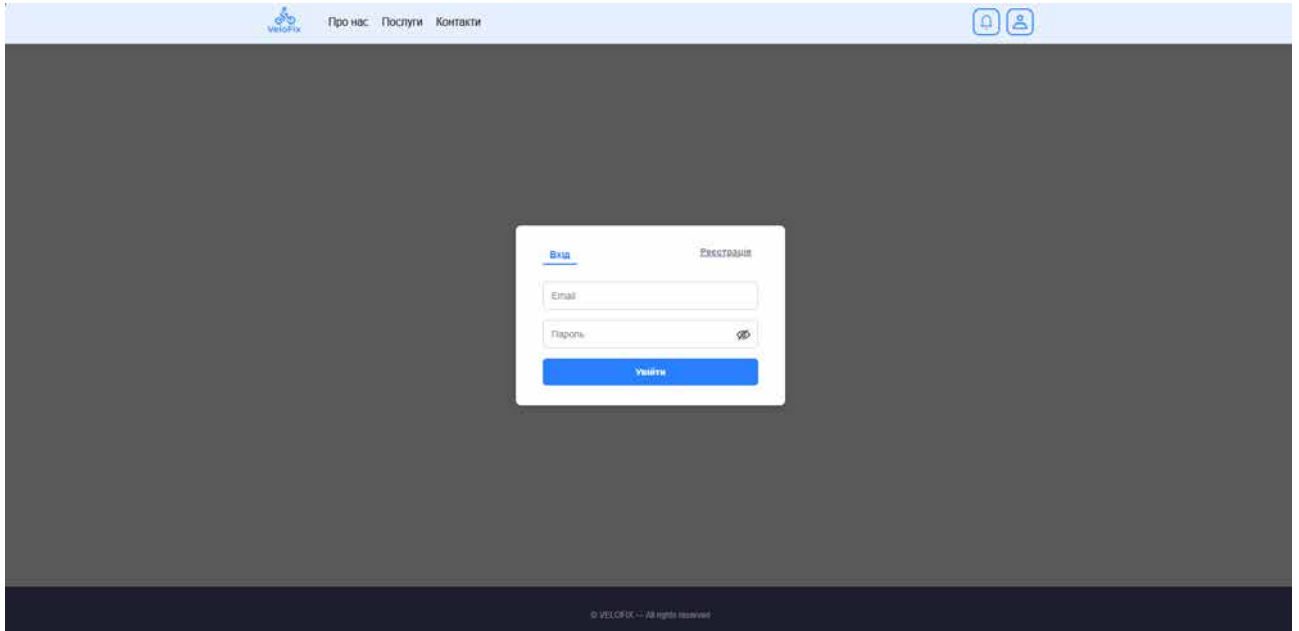 VeloFix
Про нас Послуги Контакти
Вхід Реєстрація
Email
Пароль
Увійти
© VELOFIX — All rights reserved